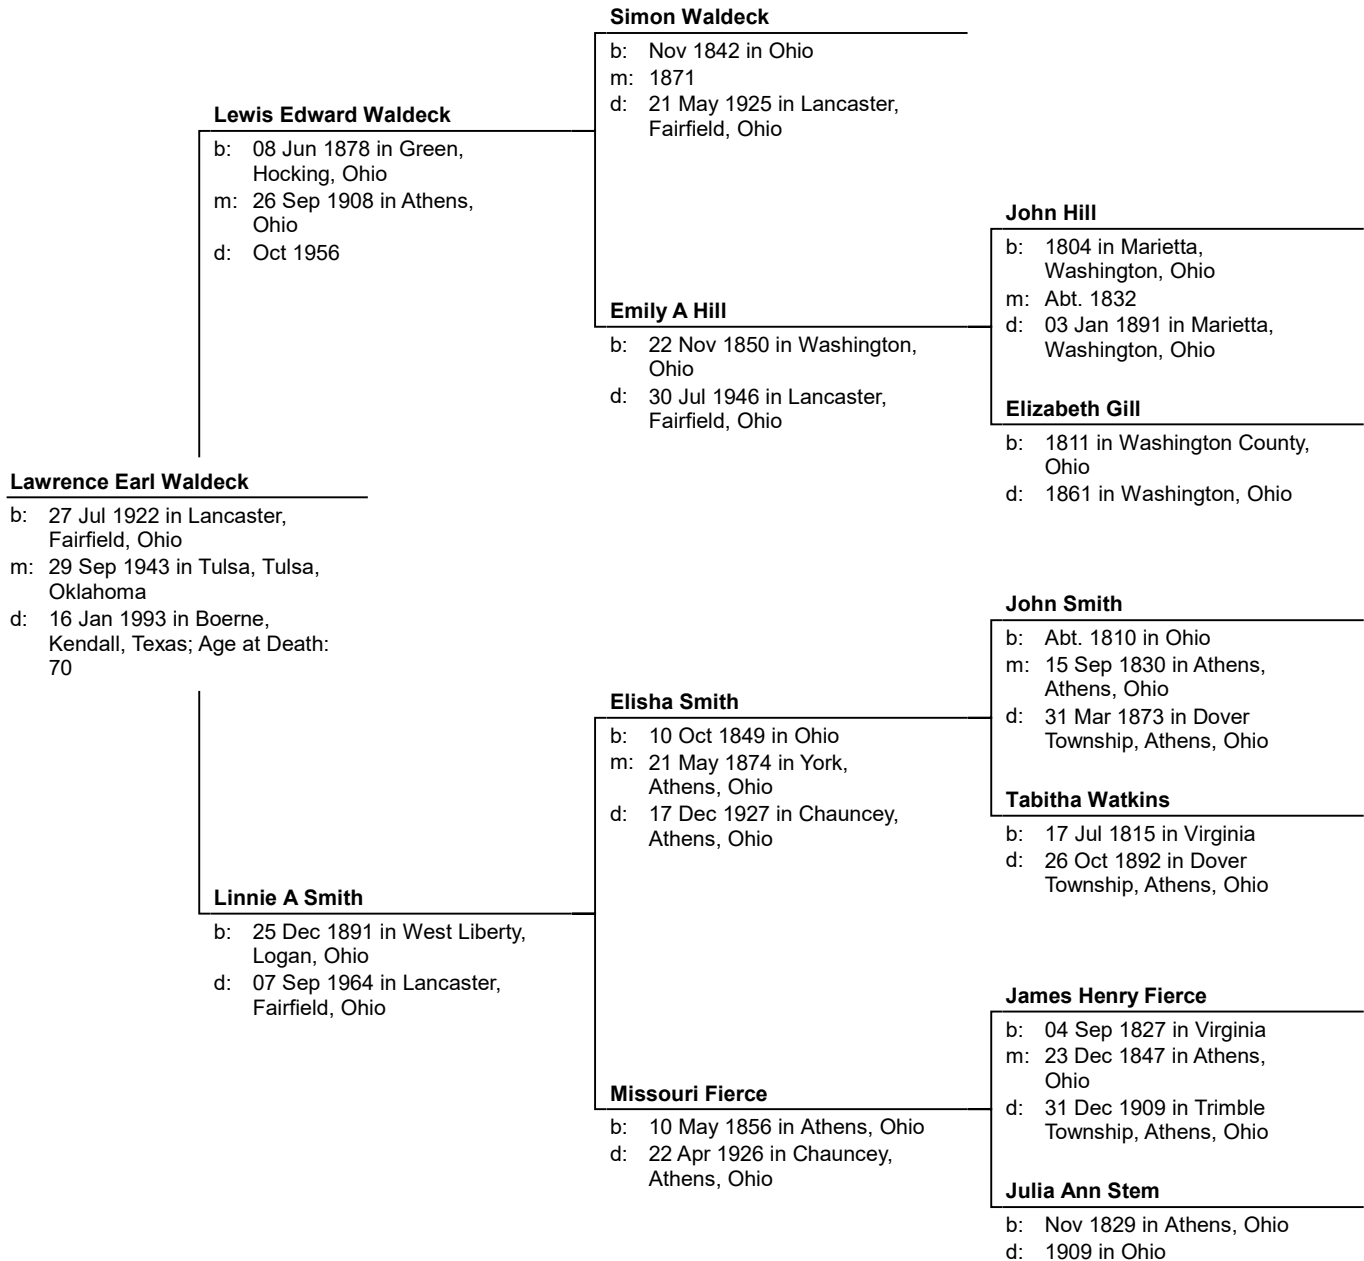 Simon Waldeck
b: Nov 1842 in Ohio
m: 1871
d: 21 May 1925 in Lancaster,
Fairfield, Ohio
Lewis Edward Waldeck
b: 08 Jun 1878 in Green,
Hocking, Ohio
m: 26 Sep 1908 in Athens,
Ohio
d: Oct 1956
John Hill
b: 1804 in Marietta,
Washington, Ohio
m: Abt. 1832
d: 03 Jan 1891 in Marietta,
Washington, Ohio
Emily A Hill
b: 22 Nov 1850 in Washington,
Ohio
d: 30 Jul 1946 in Lancaster,
Fairfield, Ohio
Elizabeth Gill
b: 1811 in Washington County,
Ohio
d: 1861 in Washington, Ohio
Lawrence Earl Waldeck
b: 27 Jul 1922 in Lancaster,
Fairfield, Ohio
m: 29 Sep 1943 in Tulsa, Tulsa,
Oklahoma
d: 16 Jan 1993 in Boerne,
Kendall, Texas; Age at Death:
70
John Smith
b: Abt. 1810 in Ohio
m: 15 Sep 1830 in Athens,
Athens, Ohio
d: 31 Mar 1873 in Dover
Township, Athens, Ohio
Elisha Smith
b: 10 Oct 1849 in Ohio
m: 21 May 1874 in York,
Athens, Ohio
d: 17 Dec 1927 in Chauncey,
Athens, Ohio
Tabitha Watkins
b: 17 Jul 1815 in Virginia
d: 26 Oct 1892 in Dover
Township, Athens, Ohio
Linnie A Smith
b: 25 Dec 1891 in West Liberty,
Logan, Ohio
d: 07 Sep 1964 in Lancaster,
Fairfield, Ohio
James Henry Fierce
b: 04 Sep 1827 in Virginia
m: 23 Dec 1847 in Athens,
Ohio
d: 31 Dec 1909 in Trimble
Township, Athens, Ohio
Missouri Fierce
b: 10 May 1856 in Athens, Ohio
d: 22 Apr 1926 in Chauncey,
Athens, Ohio
Julia Ann Stem
b: Nov 1829 in Athens, Ohio
d: 1909 in Ohio